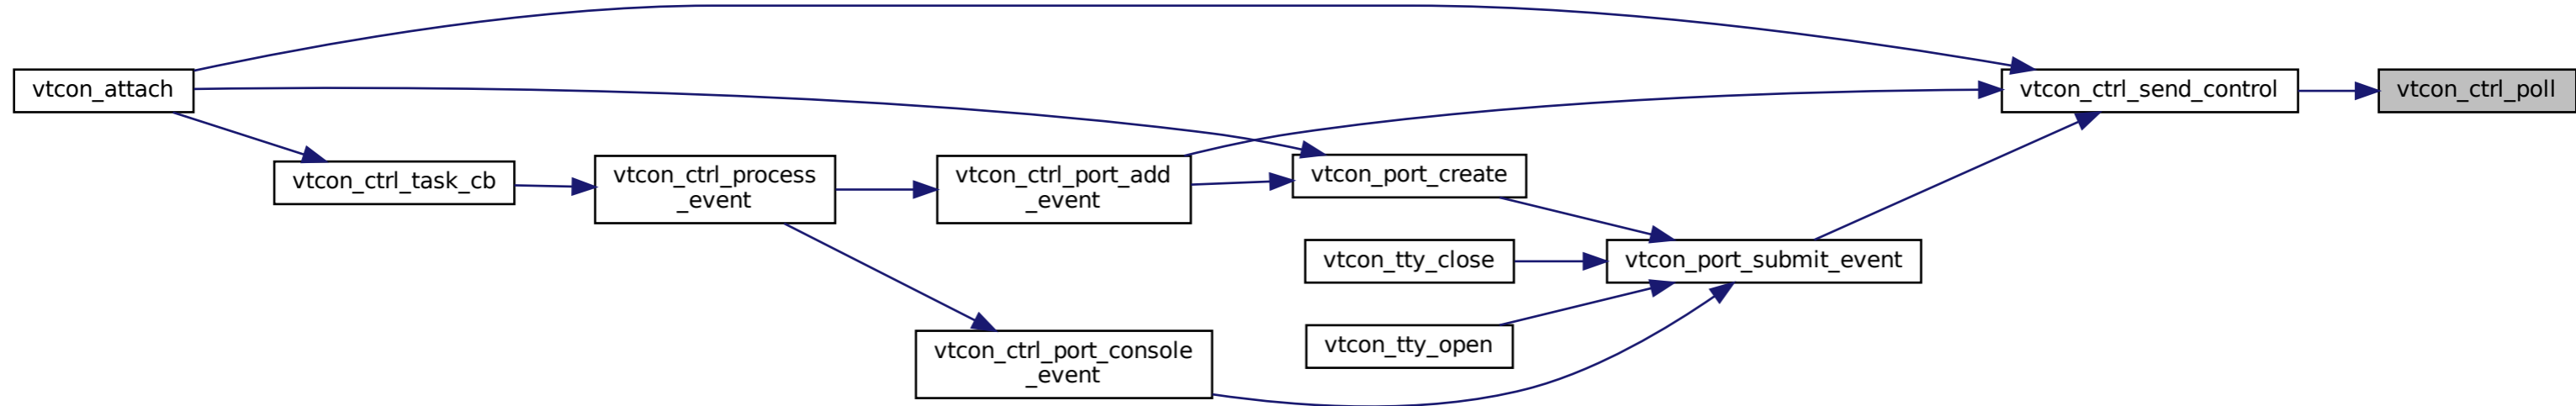 vtcon_attach
vtcon_ctrl_send_control
vtcon_ctrl_poll
vtcon_ctrl_task_cb
vtcon_ctrl_process
_event
vtcon_ctrl_port_add
_event
vtcon_port_create
vtcon_tty_close
vtcon_port_submit_event
vtcon_tty_open
vtcon_ctrl_port_console
_event